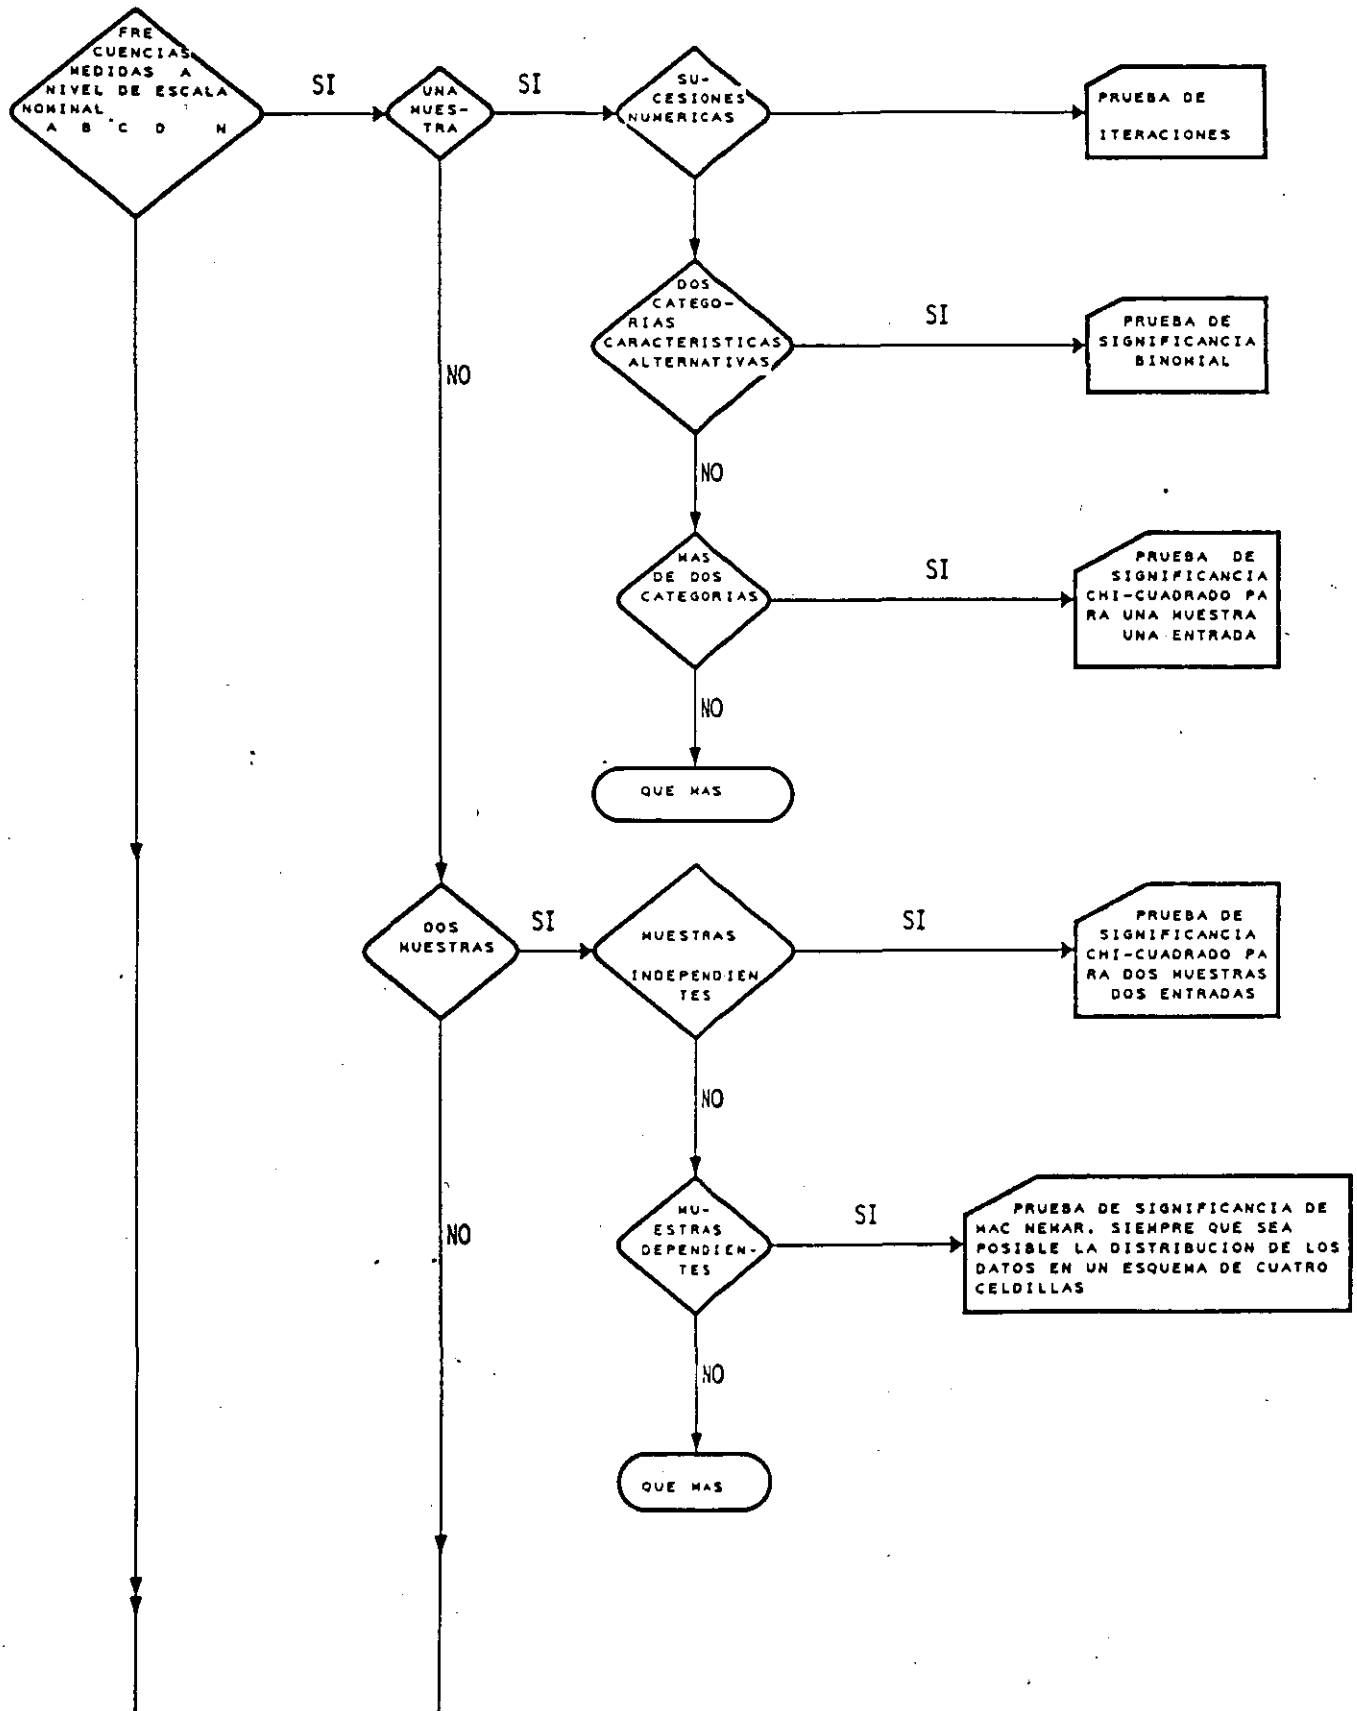 FRE
CUENCIAS
MEDIDAS A
NIVEL DE ESCALA
NOMINAL
A B C D N
SI
UNA
MUES-
TRA
SI
SU-
CESIONES
NUMERICAS
PRUEBA DE
ITERACIONES
DOS
CATEGO-
RIAS
CARACTERISTICAS
ALTERNATIVAS
SI
PRUEBA DE
SIGNIFICANCIA
BINOMIAL
NO
NO
MAS
DE DOS
CATEGORIAS
SI
PRUEBA DE
SIGNIFICANCIA
CHI-CUADRADO PA
RA UNA MUESTRA
UNA ENTRADA
NO
QUE MAS
DOS
MUESTRAS
SI
MUESTRAS
INDEPENDIEN
TES
SI
PRUEBA DE
SIGNIFICANCIA
CHI-CUADRADO PA
RA DOS MUESTRAS
DOS ENTRADAS
NO
NO
MU-
ESTRAS
DEPENDIEN-
TES
SI
PRUEBA DE SIGNIFICANCIA DE
MAC NEMAR, SIEMPRE QUE SEA
POSIBLE LA DISTRIBUCION DE LOS
DATOS EN UN ESQUEMA DE CUATRO
CELDILLAS
NO
QUE MAS